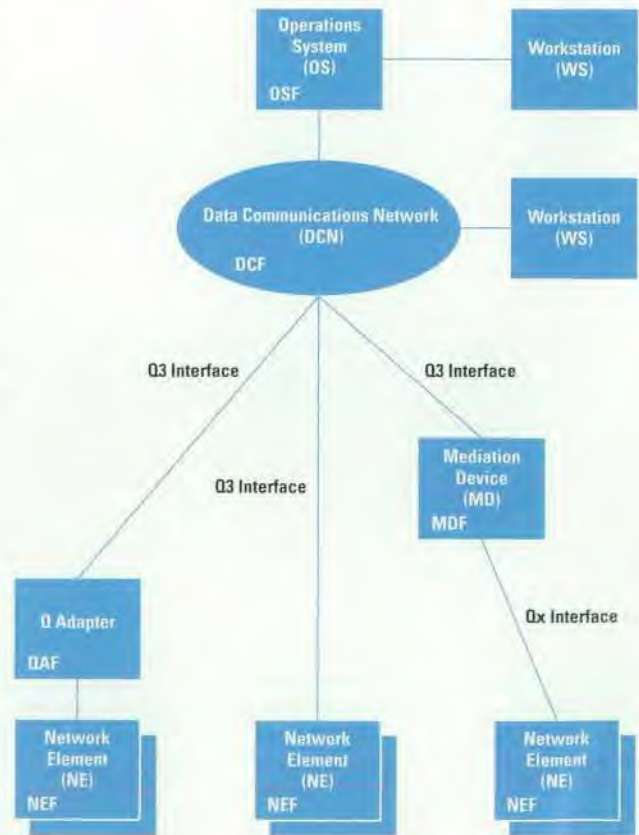 Operations
System
(OS)
OSF
Workstation
(WS)
Data Communications Network
(DCN)
DCF
Workstation
(WS)
Q3 Interface
Q3 Interface
Q3 Interface
Mediation
Device
(MD)
MDF
Q Adapter
QAF
Qx Interface
Network
Element
(NE)
NEF
Network
Element
(NE)
NEF
Network
Element
(NE)
NEF